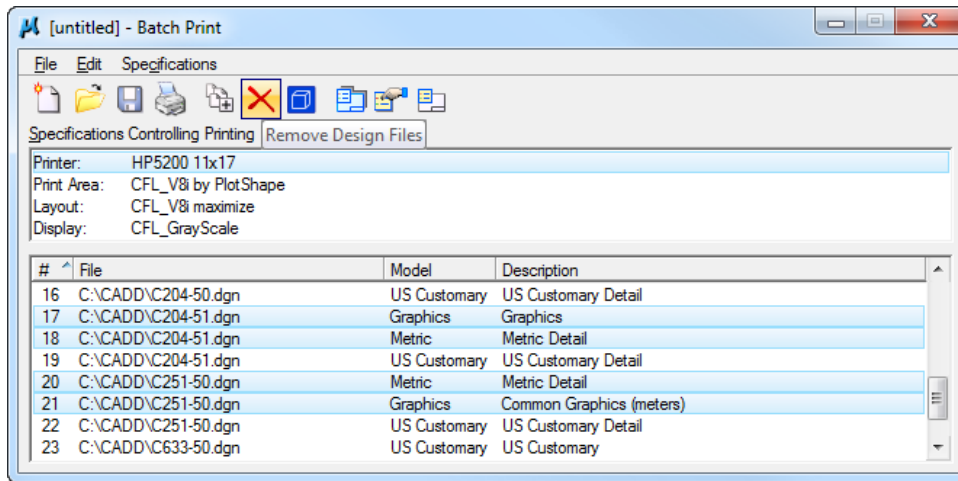 [untitled] - Batch Print
File Edit Specifications
Specifications Controlling Printing Remove Design Files
Printer: HP5200 11x17
Print Area: CFL_V8i by PlotShape
Layout: CFL_V8i maximize
Display: CFL_GrayScale
# File Model Description
16 C:\CADD\C204-50.dgn US Customary US Customary Detail
17 C:\CADD\C204-51.dgn Graphics Graphics
18 C:\CADD\C204-51.dgn Metric Metric Detail
19 C:\CADD\C204-51.dgn US Customary US Customary Detail
20 C:\CADD\C251-50.dgn Metric Metric Detail
21 C:\CADD\C251-50.dgn Graphics Common Graphics (meters)
22 C:\CADD\C251-50.dgn US Customary US Customary Detail
23 C:\CADD\C633-50.dgn US Customary US Customary